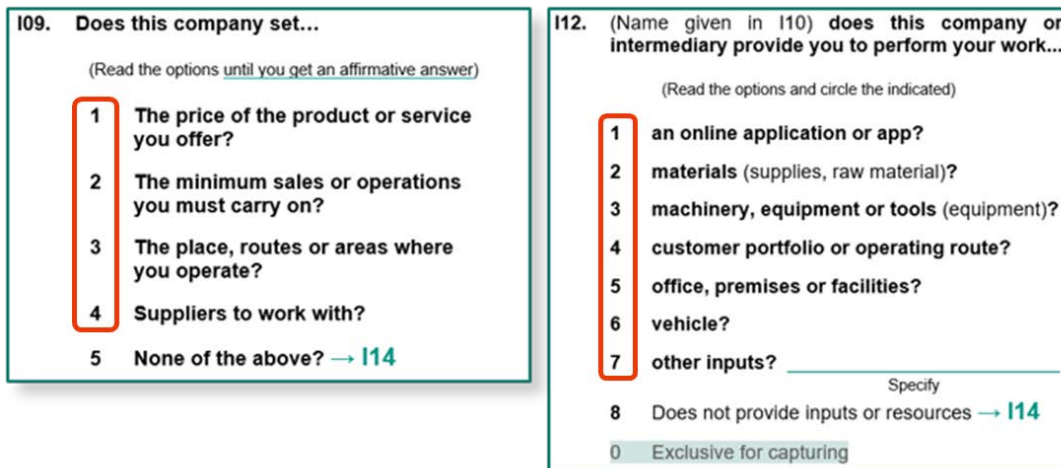 I09. Does this company set...
(Read the options until you get an affirmative answer)
1 The price of the product or service
you offer?
2 The minimum sales or operations
you must carry on?
3 The place, routes or areas where
you operate?
4 Suppliers to work with?
5 None of the above? → I14
I12. (Name given in I10) does this company or
intermediary provide you to perform your work...
(Read the options and circle the indicated)
1 an online application or app?
2 materials (supplies, raw material)?
3 machinery, equipment or tools (equipment)?
4 customer portfolio or operating route?
5 office, premises or facilities?
6 vehicle?
7 other inputs?
Specify
8 Does not provide inputs or resources → I14
0 Exclusive for capturing